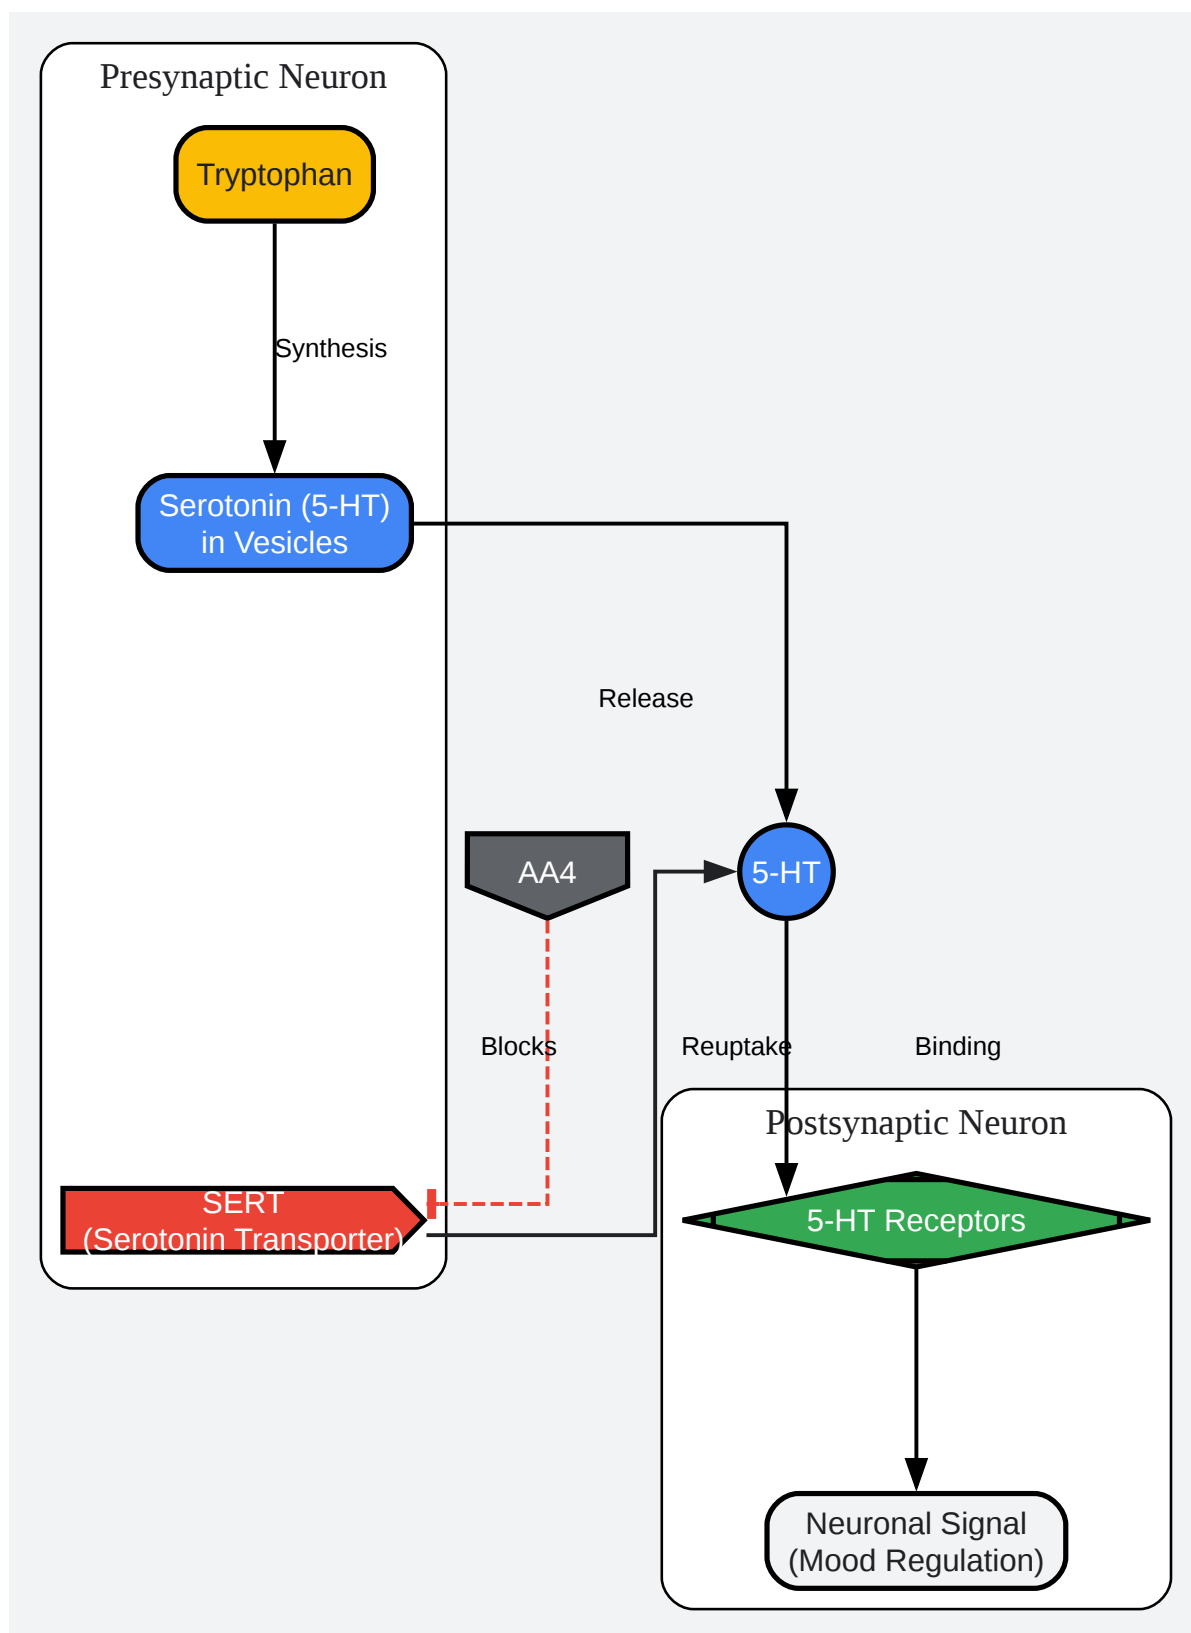 Presynaptic Neuron
Tryptophan
Synthesis
Serotonin (5-HT)
in Vesicles
Release
AA4
5-HT
Blocks
Reuptake
Binding
Postsynaptic Neuron
SERT
(Serotonin Transporter)
5-HT Receptors
Neuronal Signal
(Mood Regulation)